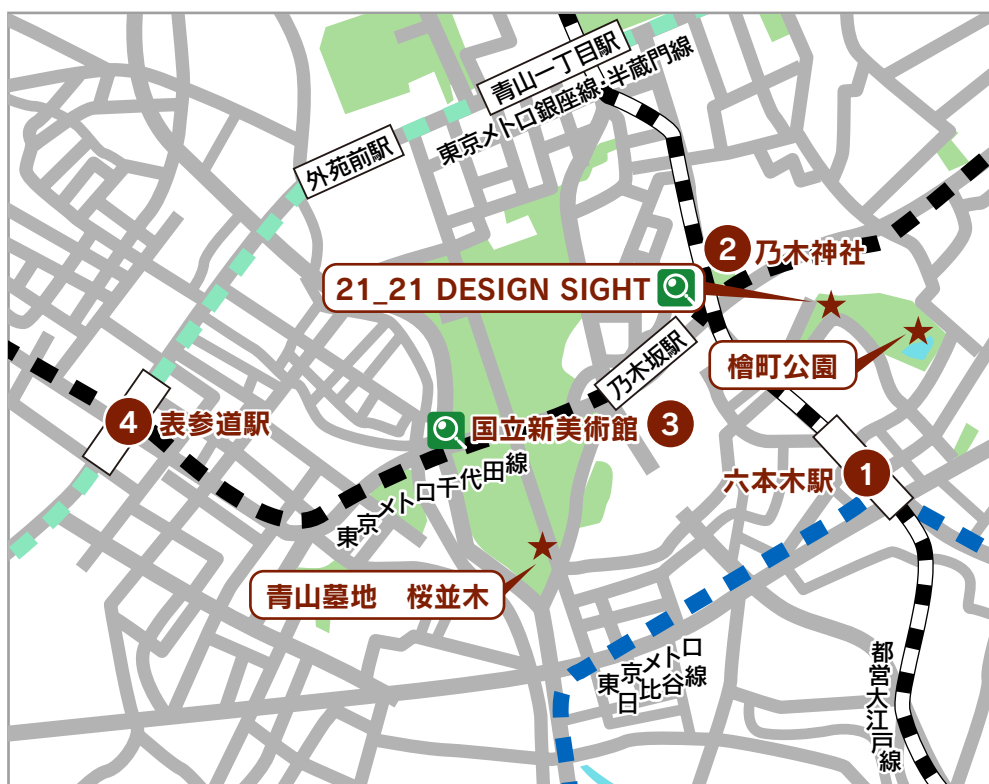 青山一丁目駅
東京メトロ銀座線・半蔵門線
外苑前駅
2 乃木神社
21_21 DESIGN SIGHT
檜町公園
乃木坂駅
4 表参道駅
国立新美術館 3
六本木駅 1
東京メトロ千代田線
青山墓地　桜並木
東京メトロ
日比谷線
都営大江戸線